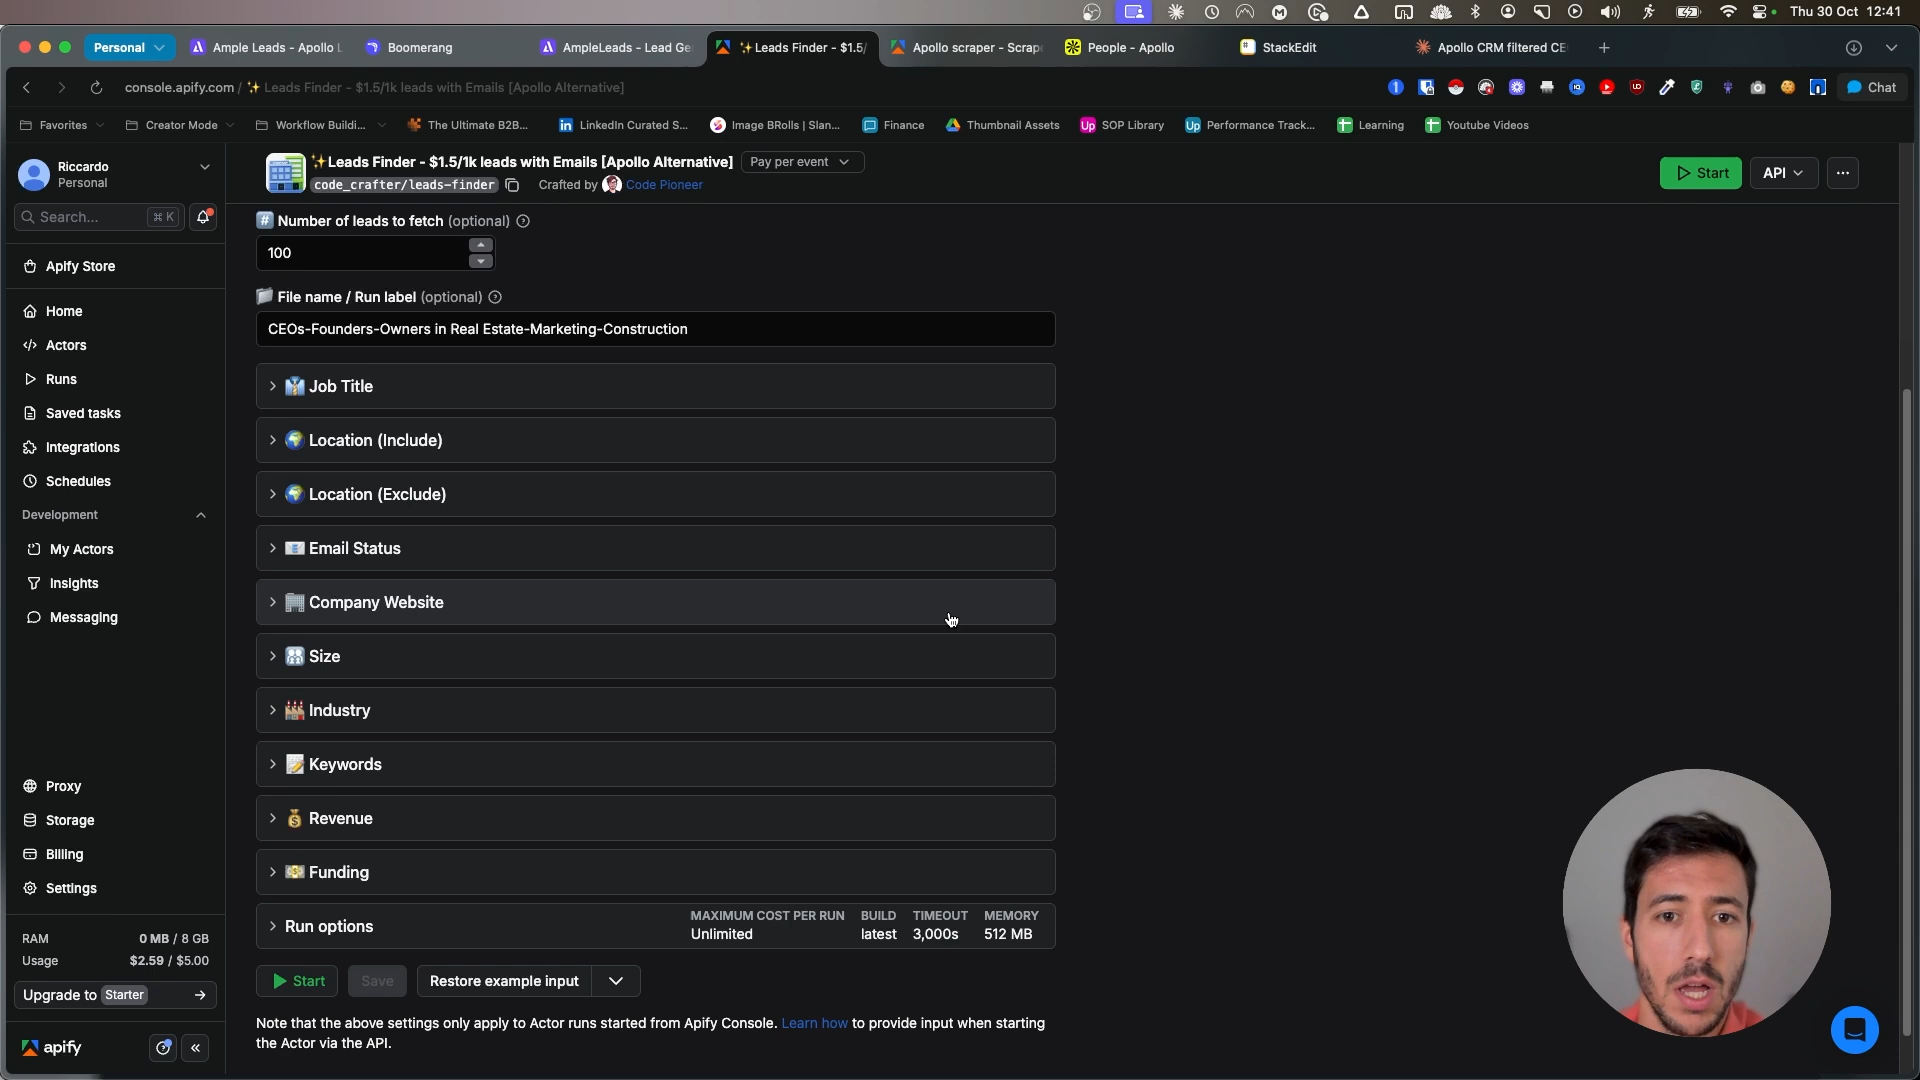 Thu 30 Oct 12:41
Personal
Ample Leads - Apollo L
Boomerang
AmpleLeads - Lead Ge
✨Leads Finder - $1.5/
Apollo scraper - Scrap
People - Apollo
StackEdit
Apollo CRM filtered CE
console.apify.com / ✨ Leads Finder - $1.5/1k leads with Emails [Apollo Alternative]
Chat
Favorites
Creator Mode
Workflow Buildi...
The Ultimate B2B...
LinkedIn Curated S...
Image BRolls | Slan...
Finance
Thumbnail Assets
SOP Library
Performance Track...
Learning
Youtube Videos
Riccardo
Personal
Search...
⌘ K
Apify Store
Home
Actors
Runs
Saved tasks
Integrations
Schedules
Development
My Actors
Insights
Messaging
Proxy
Storage
Billing
Settings
RAM 0 MB / 8 GB
Usage $2.59 / $5.00
Upgrade to Starter
apify
✨Leads Finder - $1.5/1k leads with Emails [Apollo Alternative]
Pay per event
code_crafter/leads-finder
Crafted by Code Pioneer
Start
API
Number of leads to fetch (optional)
100
File name / Run label (optional)
CEOs-Founders-Owners in Real Estate-Marketing-Construction
Job Title
Location (Include)
Location (Exclude)
Email Status
Company Website
Size
Industry
Keywords
Revenue
Funding
Run options
MAXIMUM COST PER RUN BUILD TIMEOUT MEMORY
Unlimited latest 3,000s 512 MB
Start
Save
Restore example input
Note that the above settings only apply to Actor runs started from Apify Console. Learn how to provide input when starting
the Actor via the API.